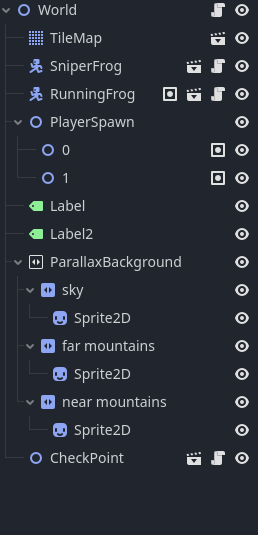 World
TileMap
SniperFrog
RunningFrog
PlayerSpawn
0
1
Label
Label2
ParallaxBackground
sky
Sprite2D
far mountains
Sprite2D
near mountains
Sprite2D
CheckPoint